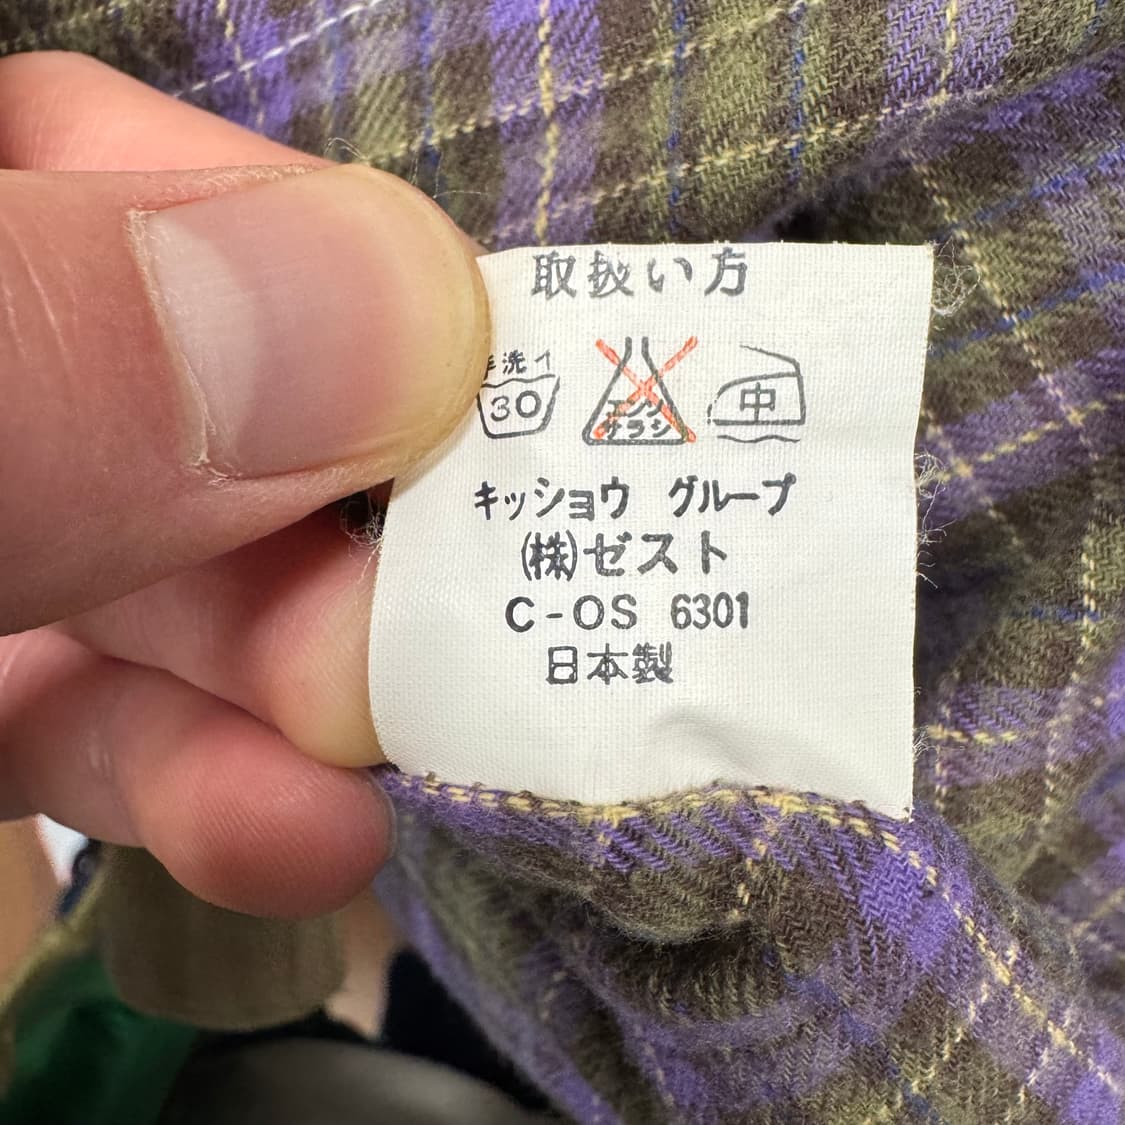 取扱い方
手洗イ
30
エンソ
サラシ
中
キッショウ グループ
(株)ゼスト
C-OS 6301
日本製